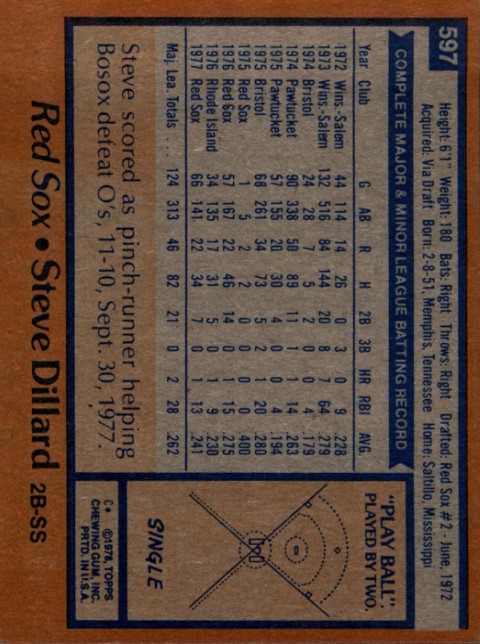 597
Height: 6'1" Weight: 180 Bats: Right Throws: Right Drafted: Red Sox #2 - June, 1972
Acquired: Via Draft Born: 2-8-51, Memphis, Tennessee Home: Saltillo, Mississippi
COMPLETE MAJOR & MINOR LEAGUE BATTING RECORD
Year Club G AB R H 2B 3B HR RBI AVG.
1972 Wins.-Salem 44 114 14 26 0 3 0 9 .228
1973 Wins.-Salem 132 516 84 144 20 8 7 64 .279
1974 Bristol 24 28 7 5 2 0 1 4 .179
1974 Pawtucket 90 338 50 89 11 1 1 14 .263
1975 Pawtucket 57 155 20 30 4 0 0 4 .194
1975 Bristol 68 261 34 73 5 2 1 20 .280
1975 Red Sox 1 5 2 2 0 0 0 0 .400
1976 Red Sox 57 167 22 46 14 0 1 15 .275
1976 Rhode Island 34 135 17 31 5 0 1 9 .230
1977 Red Sox 66 141 22 34 7 0 1 13 .241
Maj. Lea. Totals 124 313 46 82 21 0 2 28 .262
Steve scored as pinch-runner helping
Bosox defeat O's, 11-10, Sept. 30, 1977.
"PLAY BALL".
PLAYED BY TWO.
SINGLE
C* ©1978, TOPPS
CHEWING GUM, INC.
PRTD. IN U.S.A.
Red Sox • Steve Dillard 2B-SS